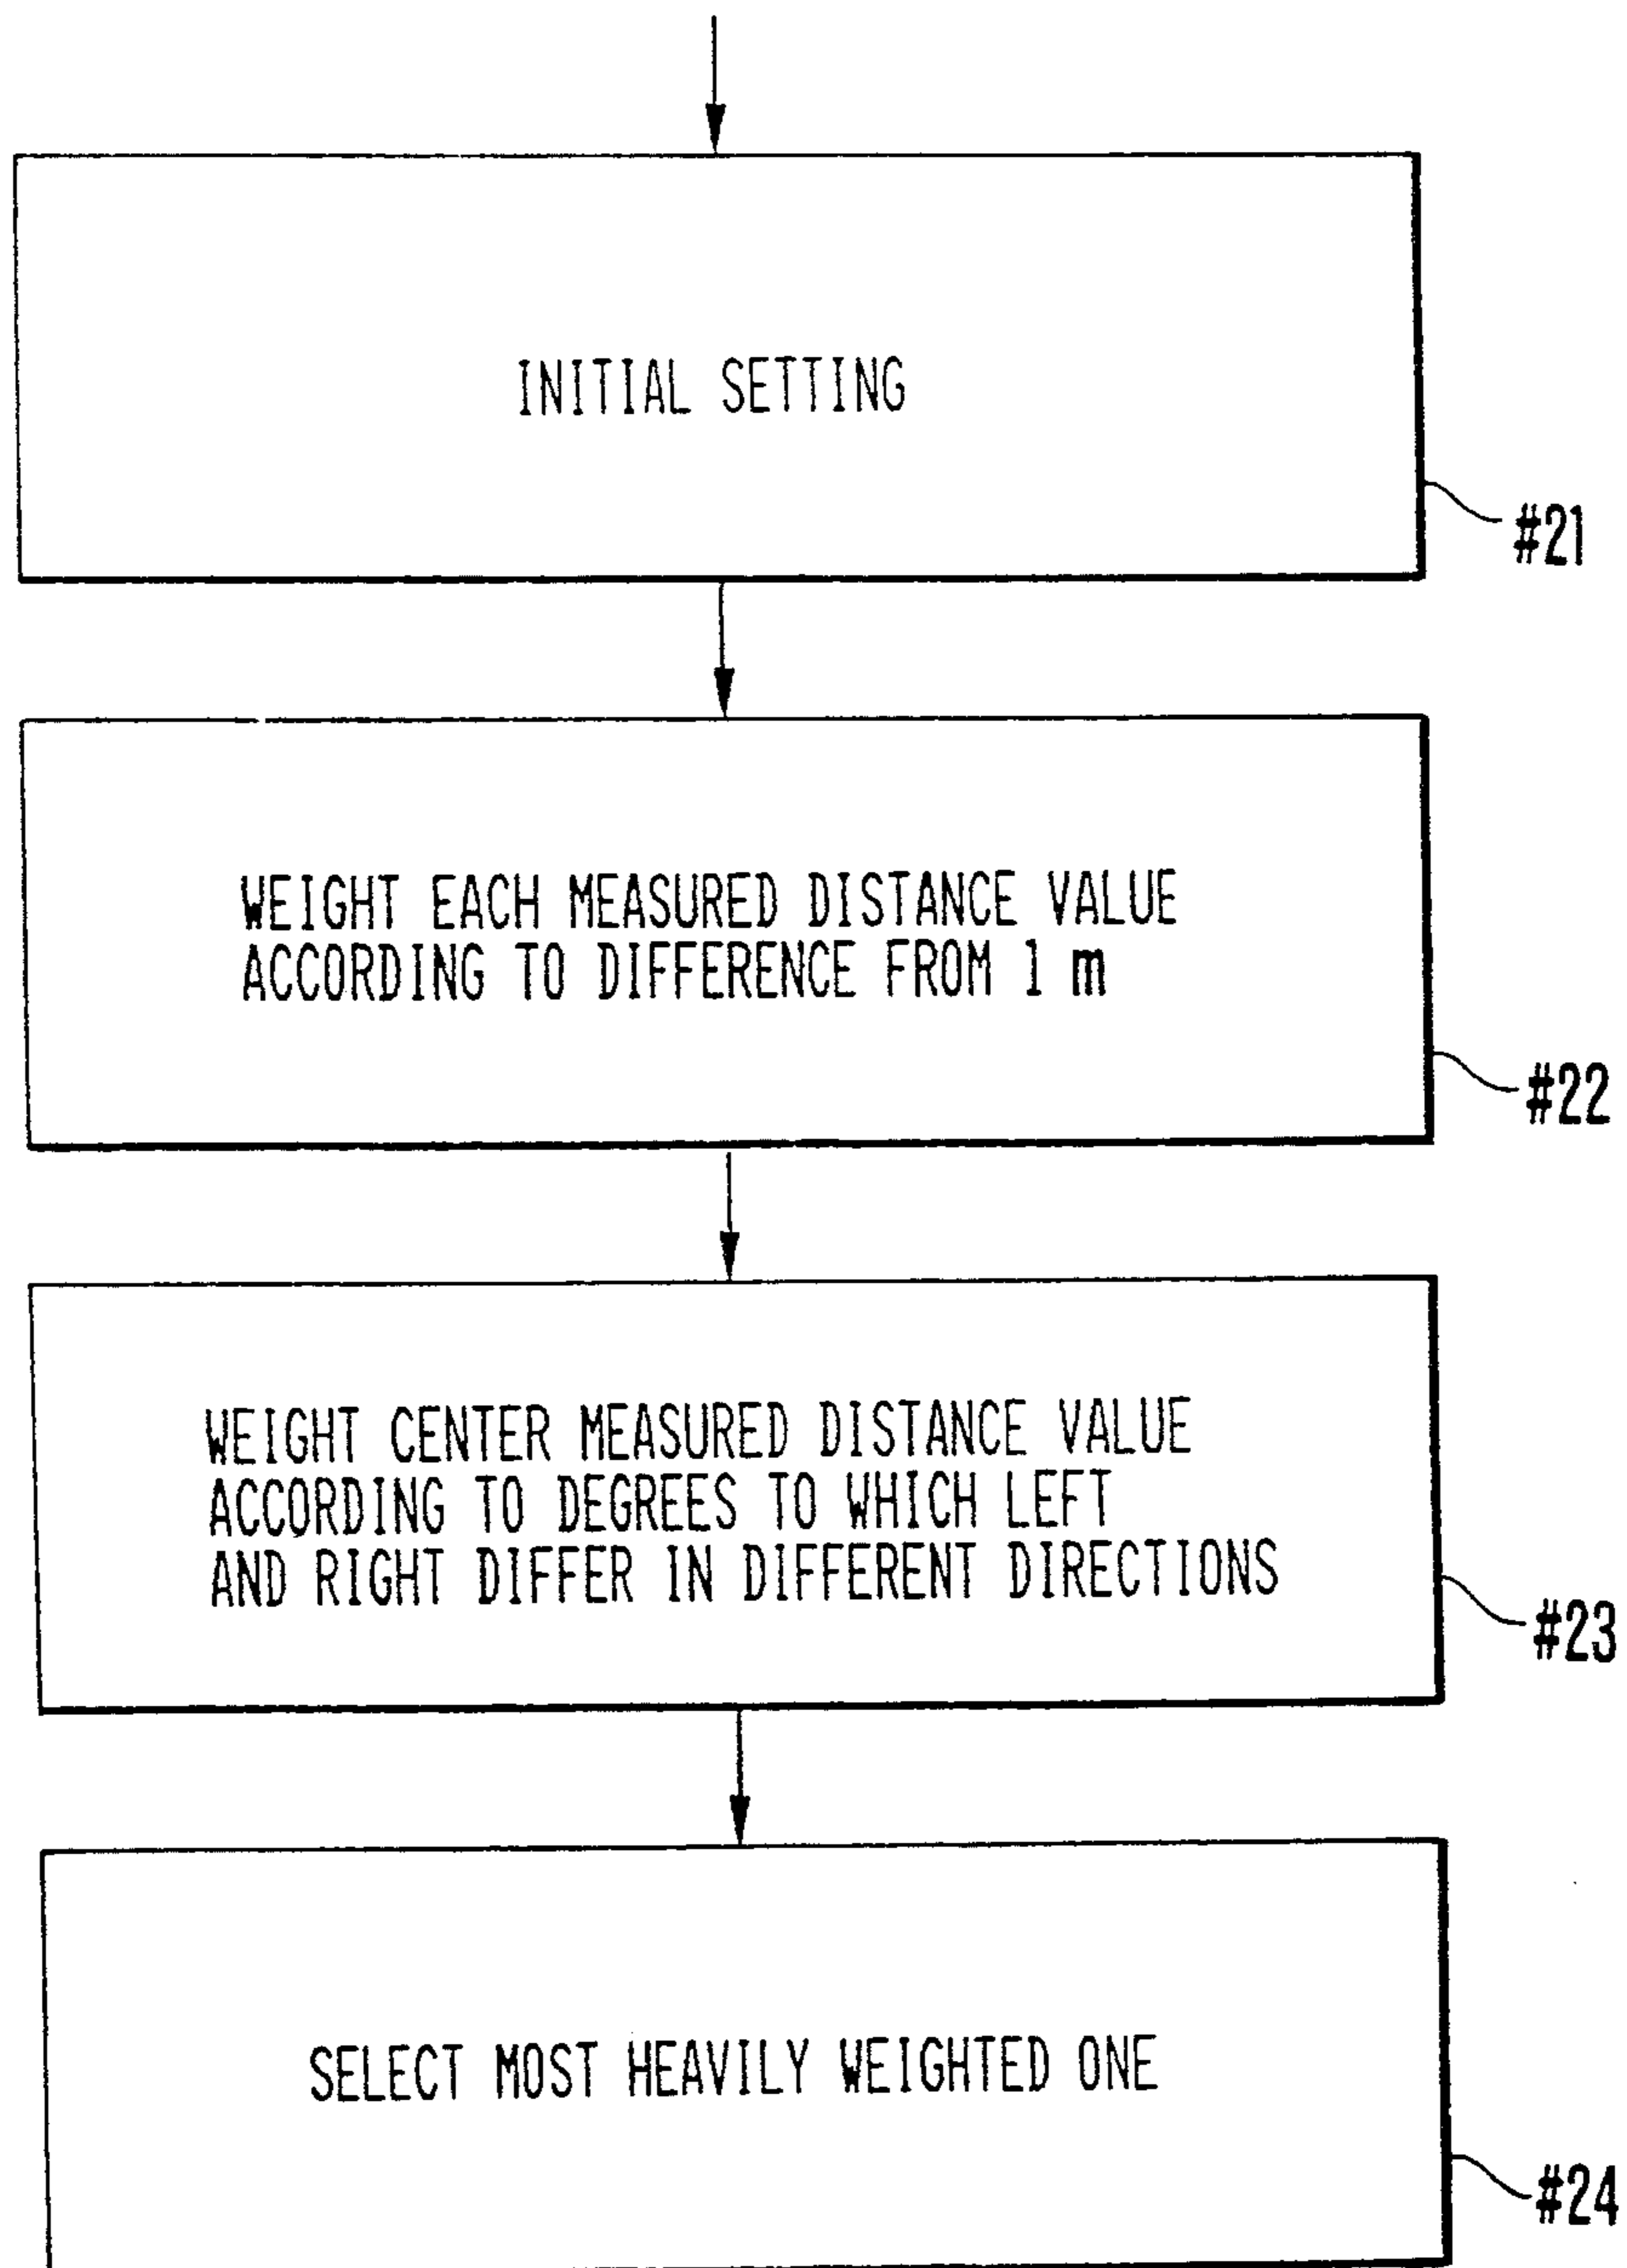 INITIAL SETTING
#21
WEIGHT EACH MEASURED DISTANCE VALUE
ACCORDING TO DIFFERENCE FROM 1 m
#22
WEIGHT CENTER MEASURED DISTANCE VALUE
ACCORDING TO DEGREES TO WHICH LEFT
AND RIGHT DIFFER IN DIFFERENT DIRECTIONS
#23
SELECT MOST HEAVILY WEIGHTED ONE
#24